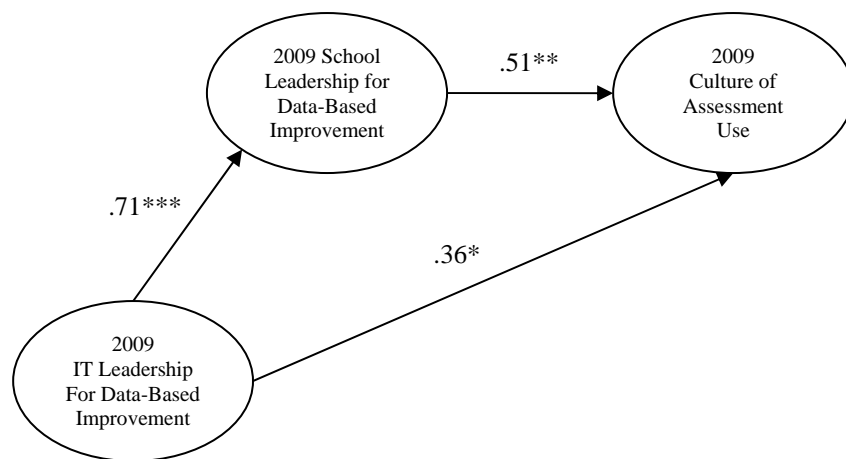 2009 School
Leadership for
Data-Based
Improvement
.51**
2009
Culture of
Assessment
Use
.71***
.36*
2009
IT Leadership
For Data-Based
Improvement